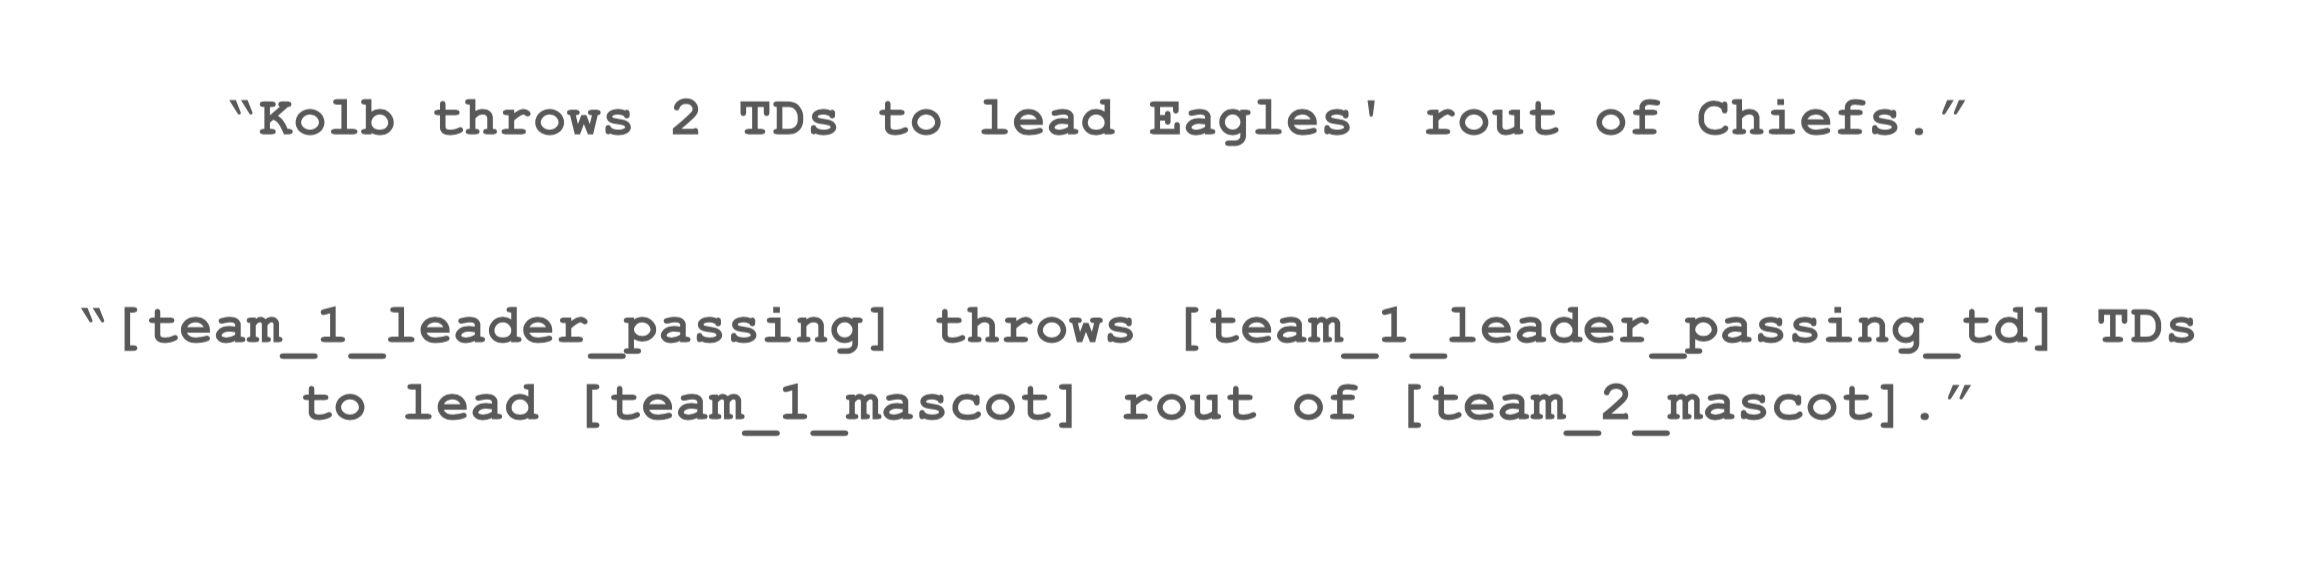 “Kolb throws 2 TDs to lead Eagles' rout of Chiefs.”
“[team_1_leader_passing] throws [team_1_leader_passing_td] TDs
to lead [team_1_mascot] rout of [team_2_mascot].”